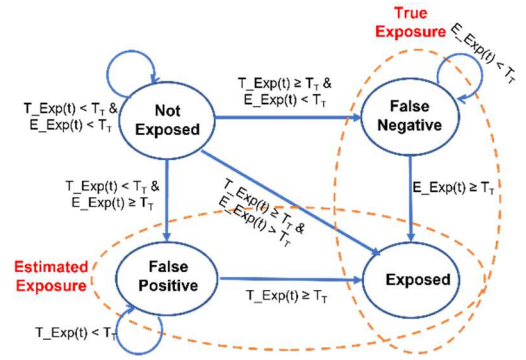 True
Exposure
E_Exp(t) < T_T
T_Exp(t) < T_T &
E_Exp(t) < T_T
Not
Exposed
T_Exp(t) ≥ T_T &
E_Exp(t) < T_T
False
Negative
T_Exp(t) < T_T &
E_Exp(t) ≥ T_T
T_Exp(t) ≥ T_T &
E_Exp(t) > T_T
E_Exp(t) ≥ T_T
Estimated
Exposure
False
Positive
T_Exp(t) ≥ T_T
Exposed
T_Exp(t) < T_T